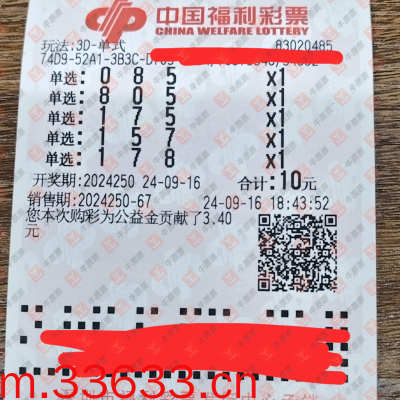 中国福利彩票
CHINA WELFARE LOTTERY
玩法:3D-单式 83020485
74D9-52A1-3B3C-
单选: 0 8 5 x1
单选: 8 0 5 x1
单选: 1 7 5 x1
单选: 1 5 7 x1
单选: 1 7 8 x1
开奖期:2024250 24-09-16 合计:10元
销售期:2024250-67 24-09-16 18:43:52
您本次购彩为公益金贡献了3.40
元
m.33633.cn